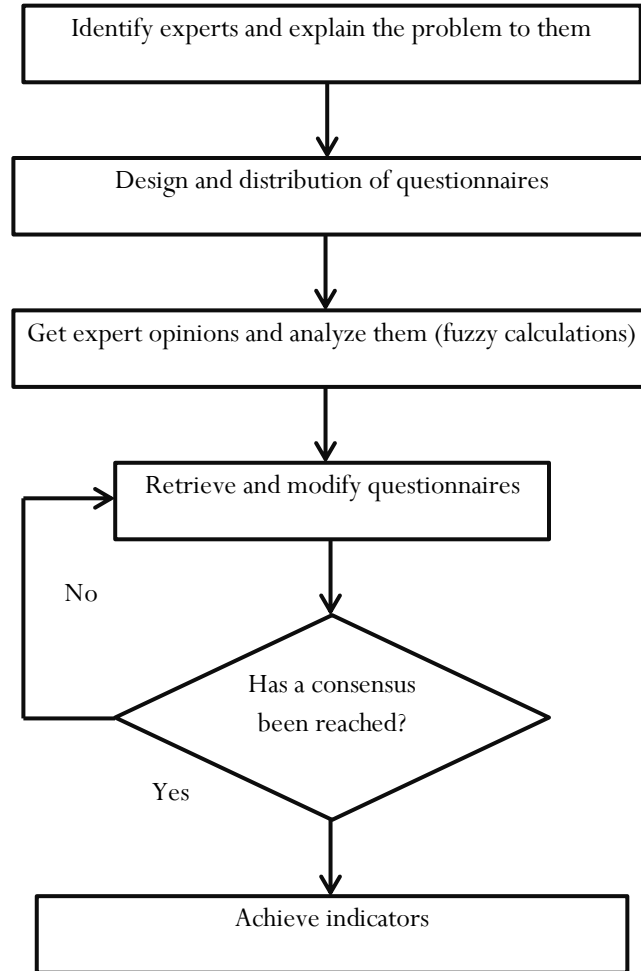 Identify experts and explain the problem to them
Design and distribution of questionnaires
Get expert opinions and analyze them (fuzzy calculations)
Retrieve and modify questionnaires
No
Has a consensus
been reached?
Yes
Achieve indicators